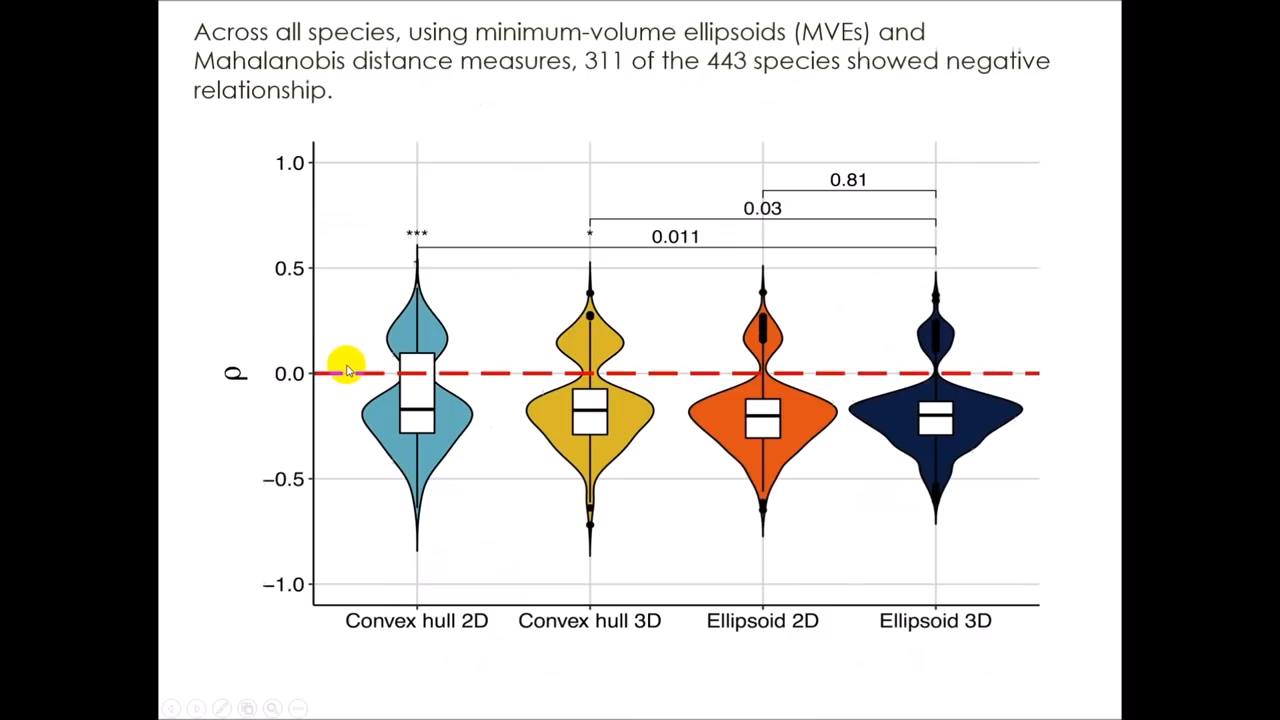 Across all species, using minimum-volume ellipsoids (MVEs) and
Mahalanobis distance measures, 311 of the 443 species showed negative
relationship.
1.0
0.81
0.03
*** * 0.011
0.5
ρ 0.0
−0.5
−1.0
Convex hull 2D Convex hull 3D Ellipsoid 2D Ellipsoid 3D